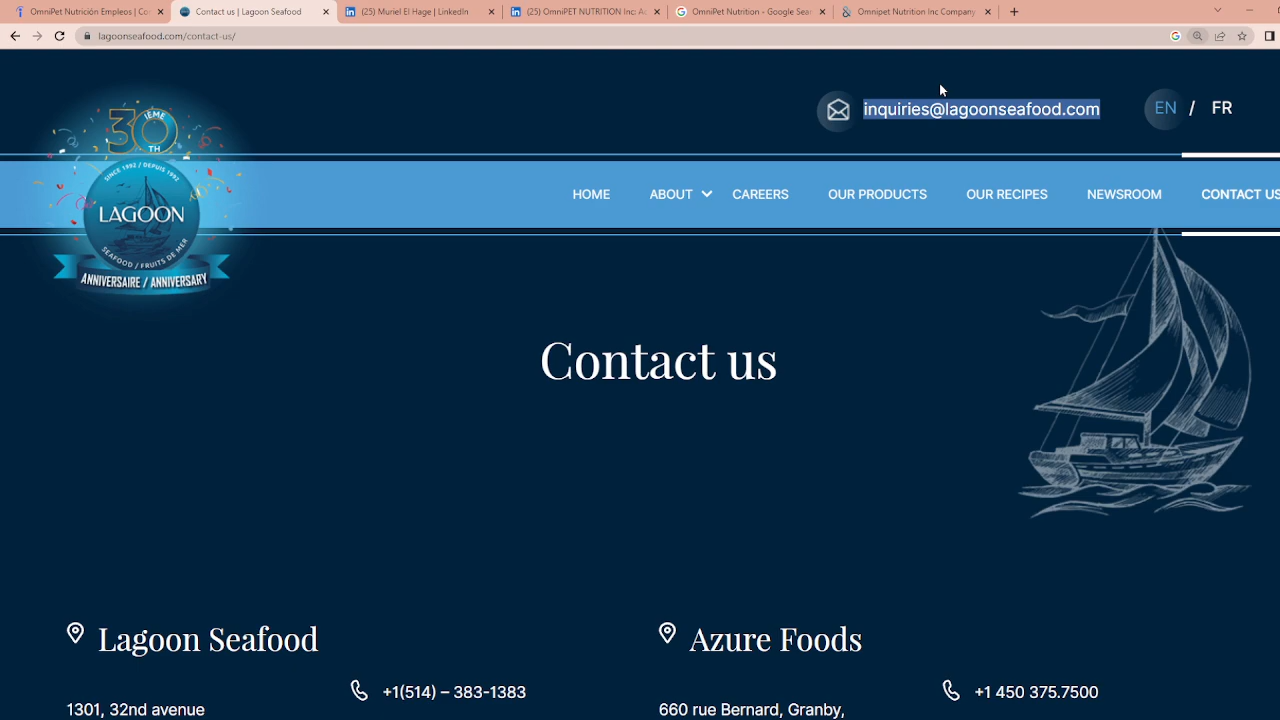 OmniPet Nutrición Empleos | Co
Contact us | Lagoon Seafood
(25) Muriel El Hage | LinkedIn
(25) OmniPET NUTRITION Inc: Ac
OmniPet Nutrition - Google Sea
Omnipet Nutrition Inc Company
lagoonseafood.com/contact-us/
inquiries@lagoonseafood.com
EN / FR
30
IÈME
TH
SINCE 1992 / DEPUIS 1992
LAGOON
SEAFOOD / FRUITS DE MER
ANNIVERSAIRE / ANNIVERSARY
HOME
ABOUT
CAREERS
OUR PRODUCTS
OUR RECIPES
NEWSROOM
CONTACT US
Contact us
Lagoon Seafood
+1(514) – 383-1383
1301, 32nd avenue
Azure Foods
+1 450 375.7500
660 rue Bernard, Granby,